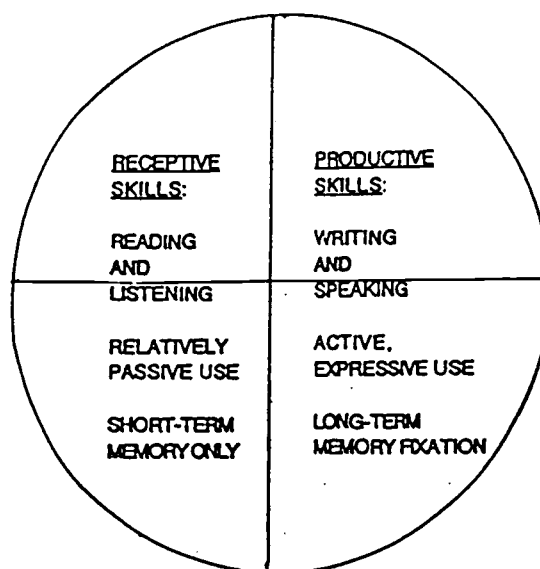 RECEPTIVE
SKILLS:
READING
AND
LISTENING
RELATIVELY
PASSIVE USE
SHORT-TERM
MEMORY ONLY
PRODUCTIVE
SKILLS:
WRITING
AND
SPEAKING
ACTIVE,
EXPRESSIVE USE
LONG-TERM
MEMORY FIXATION